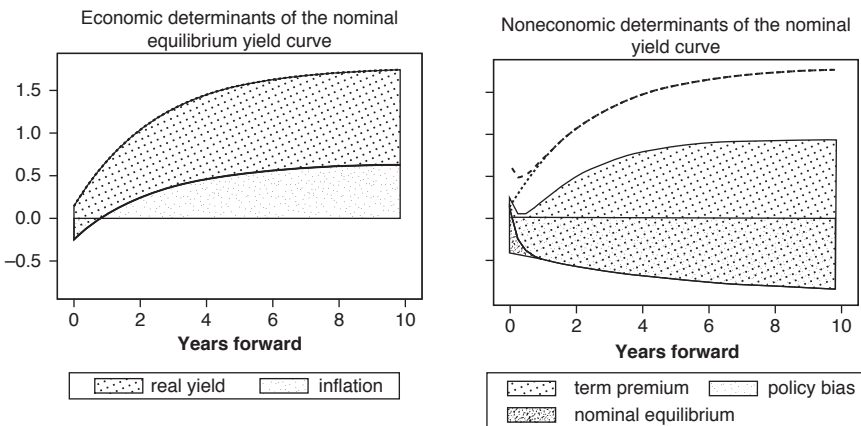 Economic determinants of the nominal
equilibrium yield curve
1.5
1.0
0.5
0.0
–0.5
0 2 4 6 8 10
Years forward
real yield inflation
Noneconomic determinants of the nominal
yield curve
0 2 4 6 8 10
Years forward
term premium policy bias
nominal equilibrium